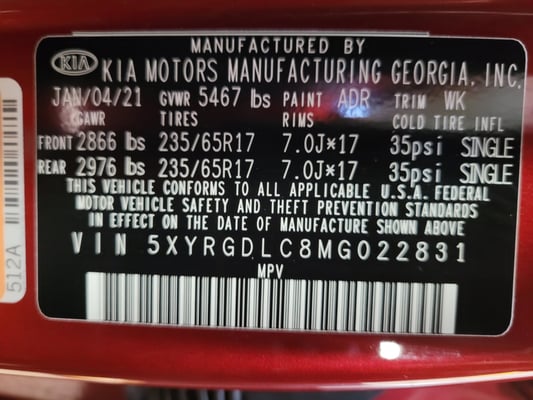 MANUFACTURED BY
KIA KIA MOTORS MANUFACTURING GEORGIA, INC.
JAN/04/21 GVWR 5467 lbs PAINT ADR TRIM WK
GAWR TIRES RIMS COLD TIRE INFL
FRONT 2866 lbs 235/65R17 7.0J*17 35psi SINGLE
REAR 2976 lbs 235/65R17 7.0J*17 35psi SINGLE
THIS VEHICLE CONFORMS TO ALL APPLICABLE U.S.A. FEDERAL
MOTOR VEHICLE SAFETY AND THEFT PREVENTION STANDARDS
IN EFFECT ON THE DATE OF MANUFACTURE SHOWN ABOVE.
VIN 5XYRGDLC8MG022831
MPV
512A